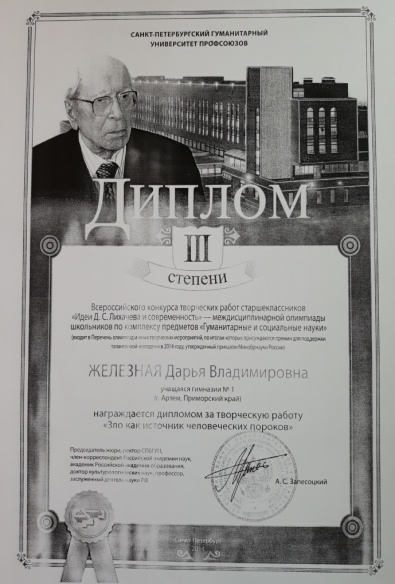 САНКТ-ПЕТЕРБУРГСКИЙ ГУМАНИТАРНЫЙ
УНИВЕРСИТЕТ ПРОФСОЮЗОВ
ДИПЛОМ
III
СТЕПЕНИ
Всероссийского конкурса творческих работ старшеклассников
«Идеи Д. С. Лихачева и современность» — междисциплинарной олимпиады
школьников по комплексу предметов «Гуманитарные и социальные науки»
(входит в Перечень олимпиад и иных творческих мероприятий, по итогам которых присуждаются премии для поддержки
талантливой молодежи в 2014 году, утвержденный приказом Минобрнауки России)
ЖЕЛЕЗНАЯ Дарья Владимировна
учащаяся гимназии № 1
(г. Артем, Приморский край)
награждается дипломом за творческую работу
«Зло как источник человеческих пороков»
Председатель жюри, ректор СПбГУП,
член-корреспондент Российской академии наук,
академик Российской академии образования,
доктор культурологических наук, профессор,
заслуженный деятель науки РФ
А. С. Запесоцкий
Санкт-Петербург